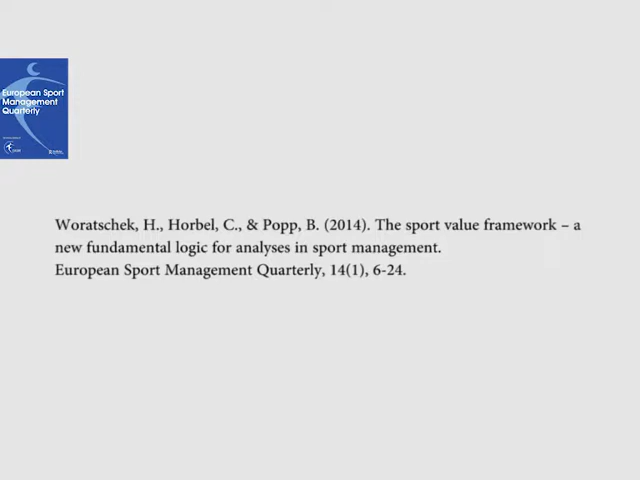 European Sport
Management
Quarterly
Woratschek, H., Horbel, C., & Popp, B. (2014). The sport value framework – a
new fundamental logic for analyses in sport management.
European Sport Management Quarterly, 14(1), 6-24.